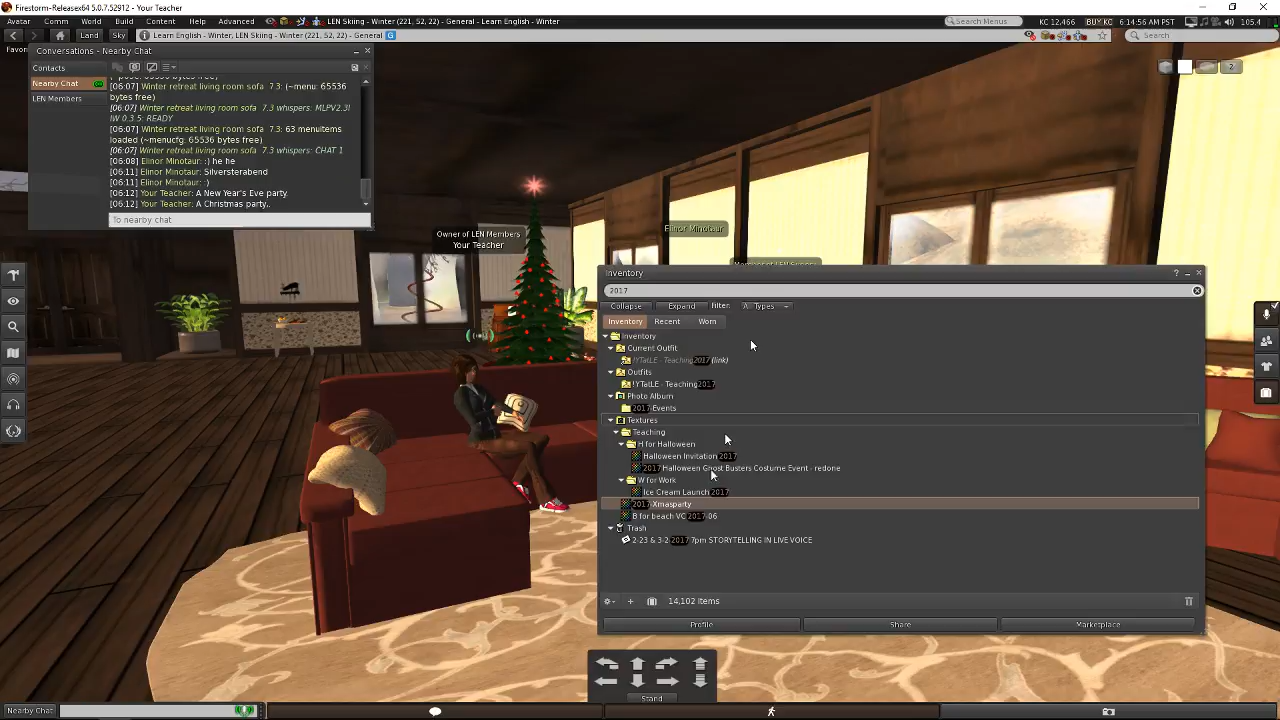 Firestorm-Releasex64 5.0.7.52912 - Your Teacher
Avatar Comm World Build Content Help Advanced LEN Skiing - Winter (221, 52, 22) - General - Learn English - Winter Search Menus KC 12,466 BUY KC 6:14:56 AM PST 105.4
Land Sky Learn English - Winter, LEN Skiing - Winter (221, 52, 22) - General G Search
Conversations - Nearby Chat
Contacts
Nearby Chat
LEN Members
[06:07] Winter retreat living room sofa 7.3: (~menu: 65536
bytes free)
[06:07] Winter retreat living room sofa 7.3 whispers: MLPV2.3!
IW 0.3.5: READY
[06:07] Winter retreat living room sofa 7.3: 63 menuitems
loaded (~menucfg: 65536 bytes free)
[06:07] Winter retreat living room sofa 7.3 whispers: CHAT 1
[06:08] Elinor Minotaur: :) he he
[06:11] Elinor Minotaur: Silversterabend
[06:11] Elinor Minotaur: :)
[06:12] Your Teacher: A New Year's Eve party.
[06:12] Your Teacher: A Christmas party..
To nearby chat
-2
Owner of LEN Members
Your Teacher
Elinor Minotaur
Inventory
2017
Collapse Expand Filter: A Types
Inventory Recent Worn
Inventory
Current Outfit
!YTatLE - Teaching2017 (link)
Outfits
!YTatLE - Teaching2017
Photo Album
2017 Events
Textures
Teaching
H for Halloween
Halloween Invitation 2017
2017 Halloween Ghost Busters Costume Event - redone
W for Work
Ice Cream Launch 2017
2017 Xmasparty
B for beach VC 2017-06
Trash
2-23 & 3-2 2017 7pm STORYTELLING IN LIVE VOICE
14,102 items
Profile Share Marketplace
Stand
Nearby Chat